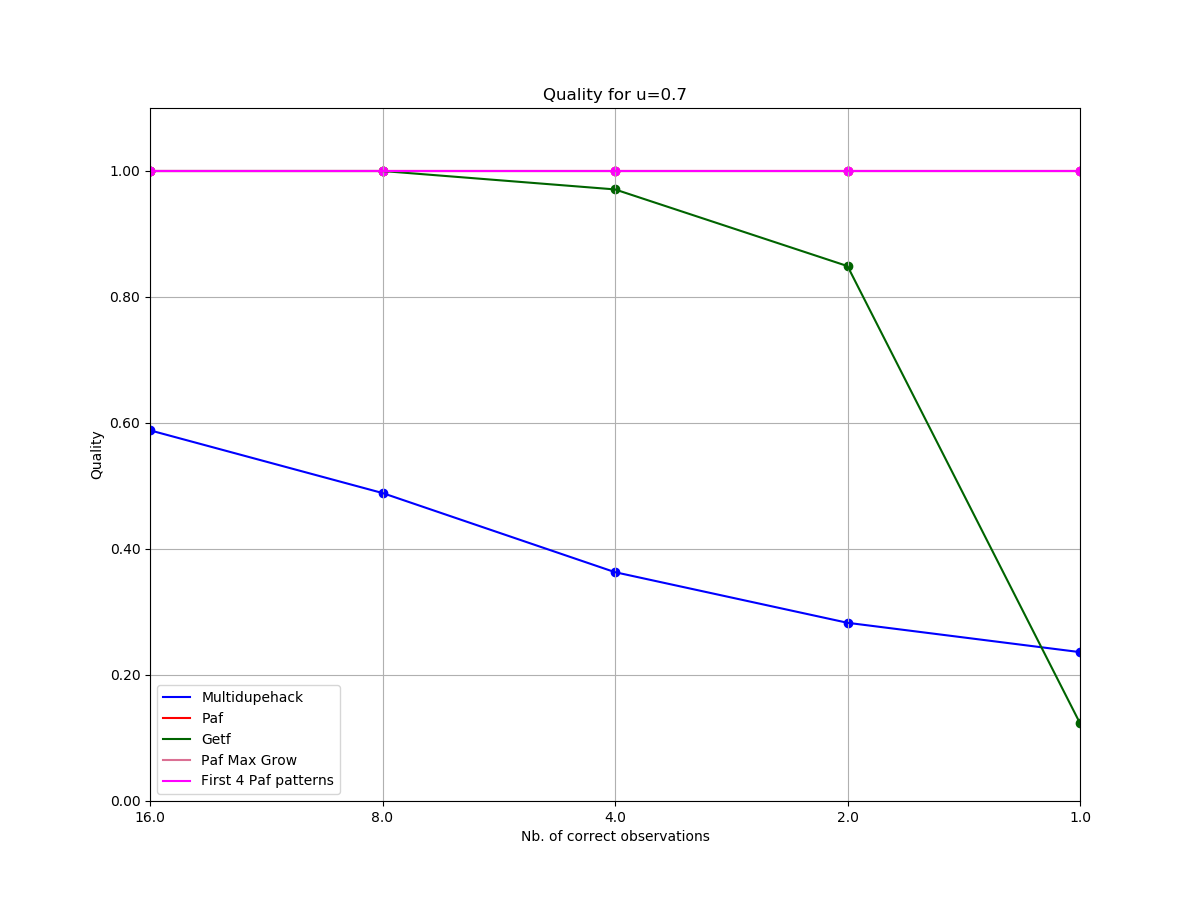 Quality for u=0.7
1.00
0.80
0.60
0.40
0.20
0.00
Quality
Multidupehack
Paf
Getf
Paf Max Grow
First 4 Paf patterns
16.0 8.0 4.0 2.0 1.0
Nb. of correct observations